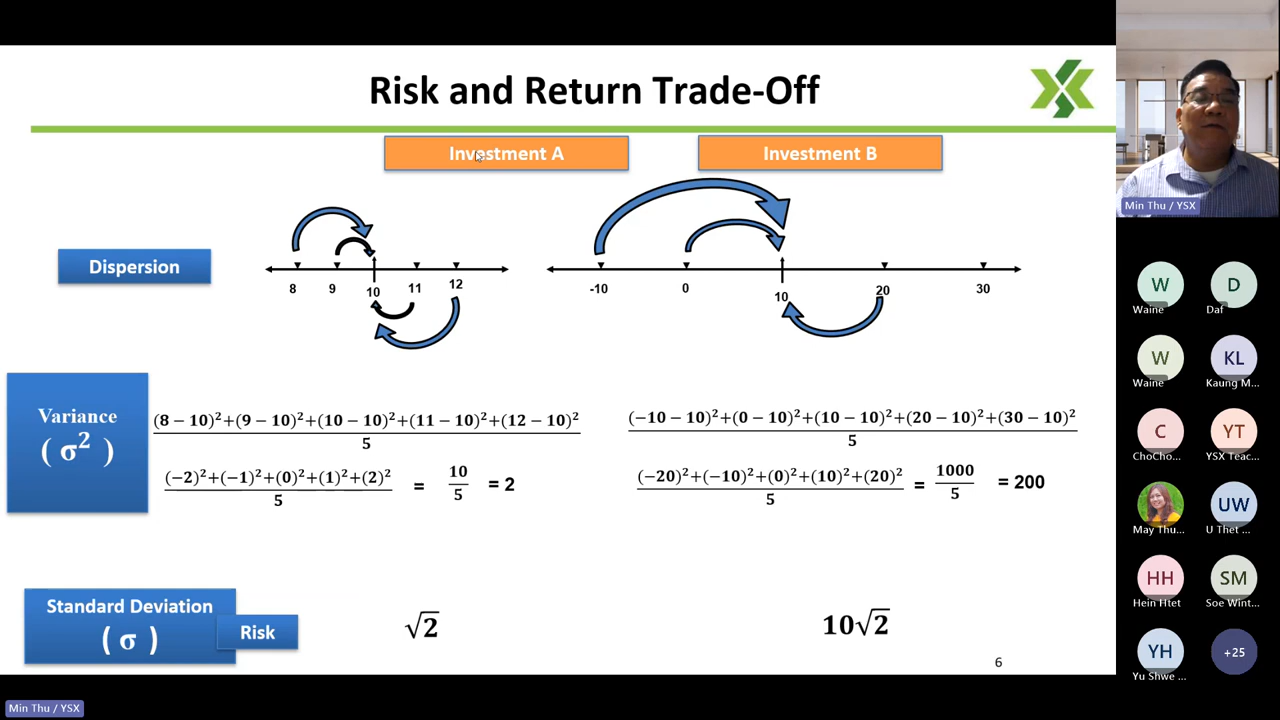 Risk and Return Trade-Off
Investment A
Investment B
Dispersion
8 9 10 11 12
-10 0 10 20 30
Variance
( σ² )
(8 − 10)²+(9 − 10)²+(10 − 10)²+(11 − 10)²+(12 − 10)²
5
(−2)²+(−1)²+(0)²+(1)²+(2)²
5
=
10
5
= 2
(−10 − 10)²+(0 − 10)²+(10 − 10)²+(20 − 10)²+(30 − 10)²
5
(−20)²+(−10)²+(0)²+(10)²+(20)²
5
=
1000
5
= 200
Standard Deviation
( σ )
Risk
√2
10√2
6
Min Thu / YSX
Min Thu / YSX
W
Waine
D
Daf
W
Waine
KL
Kaung M...
C
ChoCho...
YT
YSX Teac...
May Thu...
UW
U Thet ...
HH
Hein Htet
SM
Soe Wint...
YH
Yu Shwe ...
+25